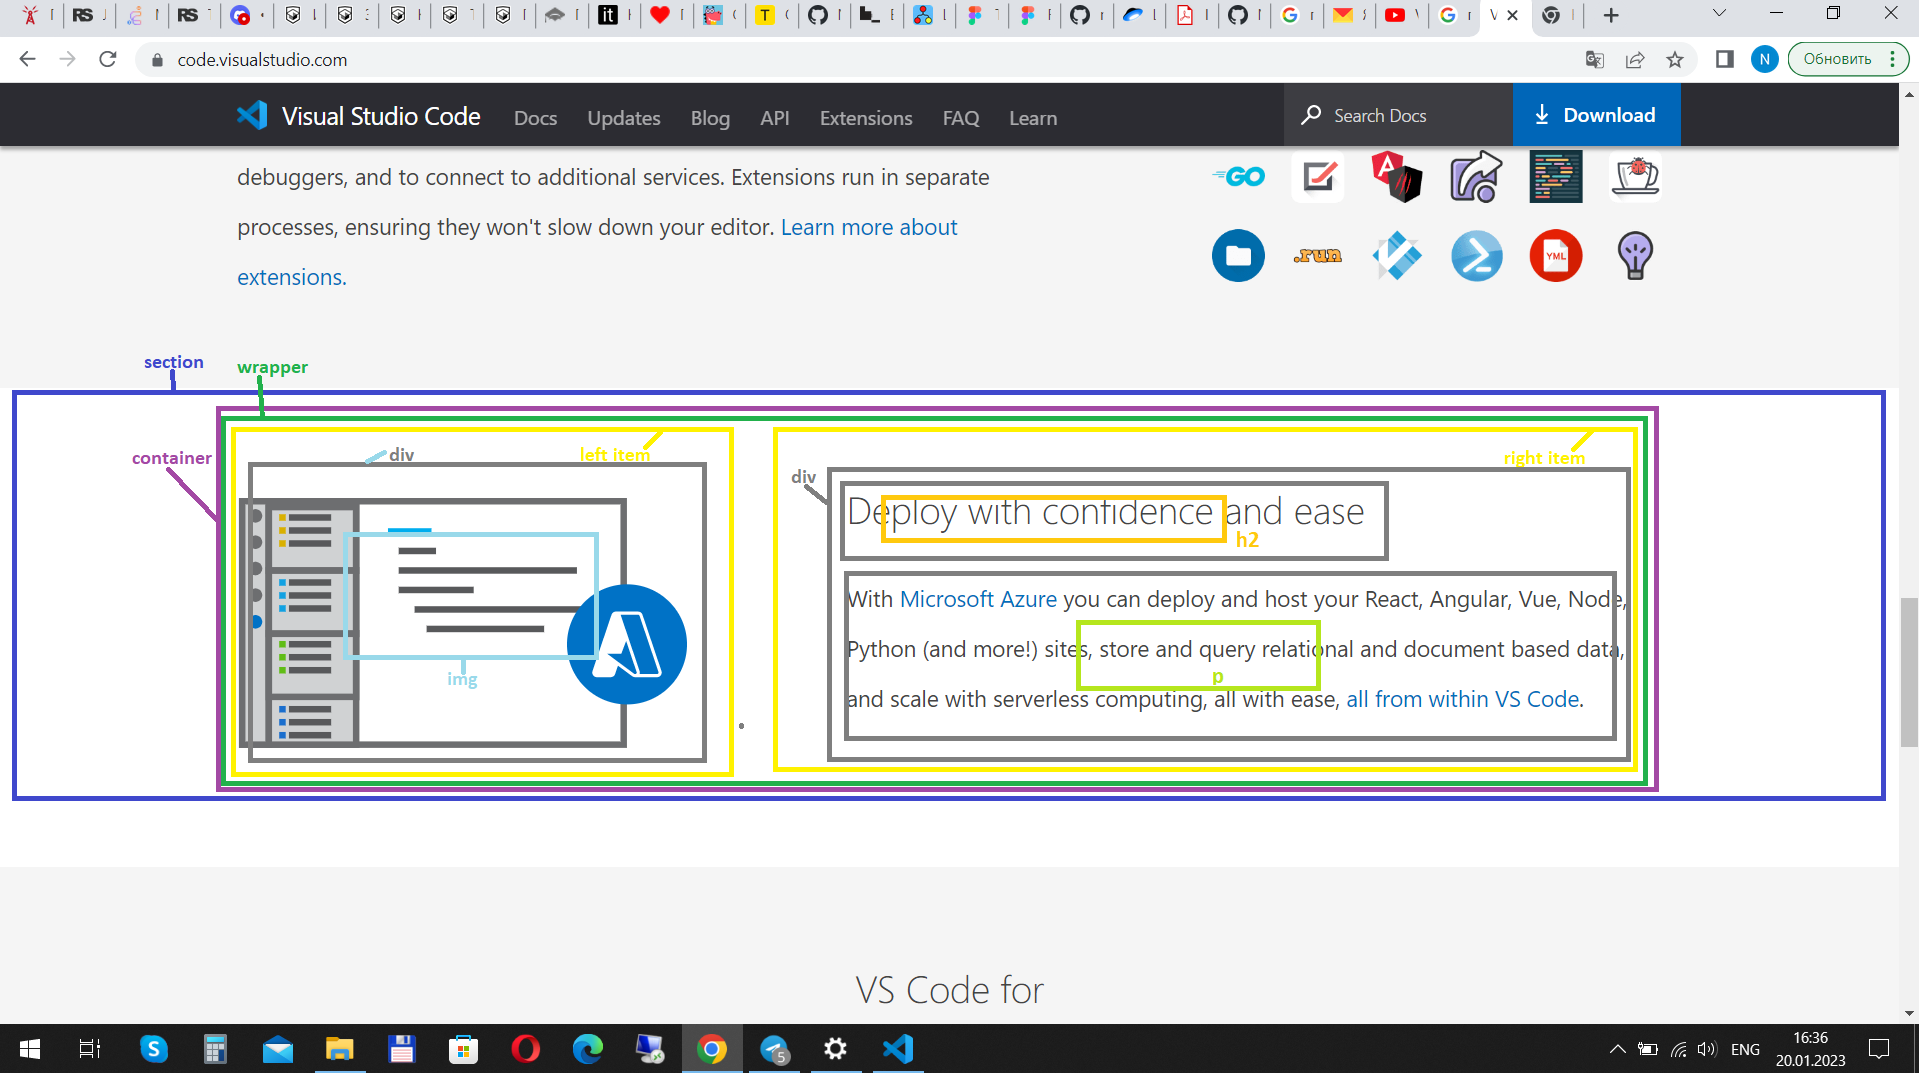 RS
RS
it
T
code.visualstudio.com
N
Обновить
Visual Studio Code
Docs
Updates
Blog
API
Extensions
FAQ
Learn
Search Docs
Download
debuggers, and to connect to additional services. Extensions run in separate
processes, ensuring they won't slow down your editor. Learn more about
extensions.
GO
A
.run
YML
section
wrapper
container
div
left item
right item
div
Deploy with confidence and ease
h2
With Microsoft Azure you can deploy and host your React, Angular, Vue, Node,
Python (and more!) sites, store and query relational and document based data,
and scale with serverless computing, all with ease, all from within VS Code.
img
p
VS Code for
S
5
ENG
16:36
20.01.2023